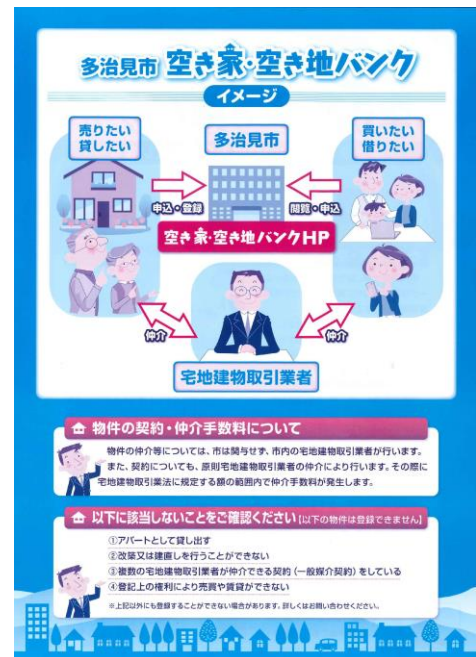 多治見市 空き家・空き地バンク
イメージ
売りたい
貸したい
多治見市
買いたい
借りたい
申込・登録
閲覧・申込
空き家・空き地バンクHP
仲介
仲介
宅地建物取引業者
物件の契約・仲介手数料について
物件の仲介等については、市は関与せず、市内の宅地建物取引業者が行います。
また、契約についても、原則宅地建物取引業者の仲介により行います。その際に
宅地建物取引業法に規定する額の範囲内で仲介手数料が発生します。
以下に該当しないことをご確認ください【以下の物件は登録できません】
①アパートとして貸し出す
②改築又は建直しを行うことができない
③複数の宅地建物取引業者が仲介できる契約（一般媒介契約）をしている
④登記上の権利により売買や賃貸ができない
※上記以外にも登録することができない場合があります。詳しくはお問い合わせください。